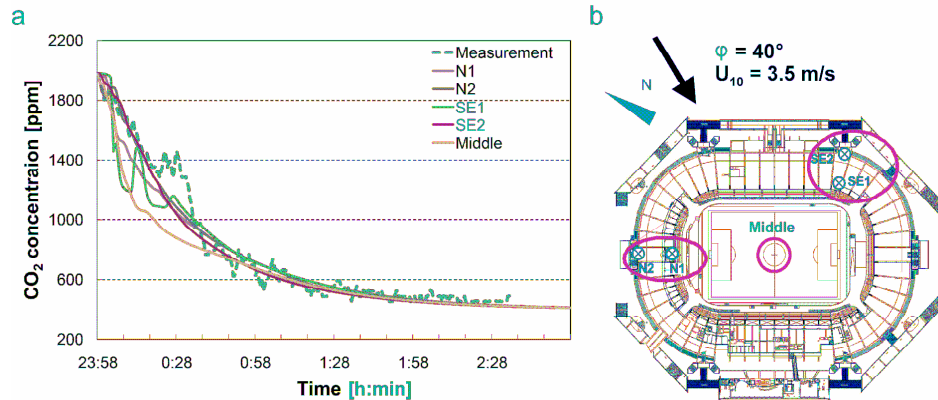 a
CO₂ concentraion [ppm]
2200
1800
1400
1000
600
200
23:58 0:28 0:58 1:28 1:58 2:28
Time [h:min]
Measurement
N1
N2
SE1
SE2
Middle
b
φ = 40°
U₁₀ = 3.5 m/s
N
SE2
SE1
Middle
N2 N1